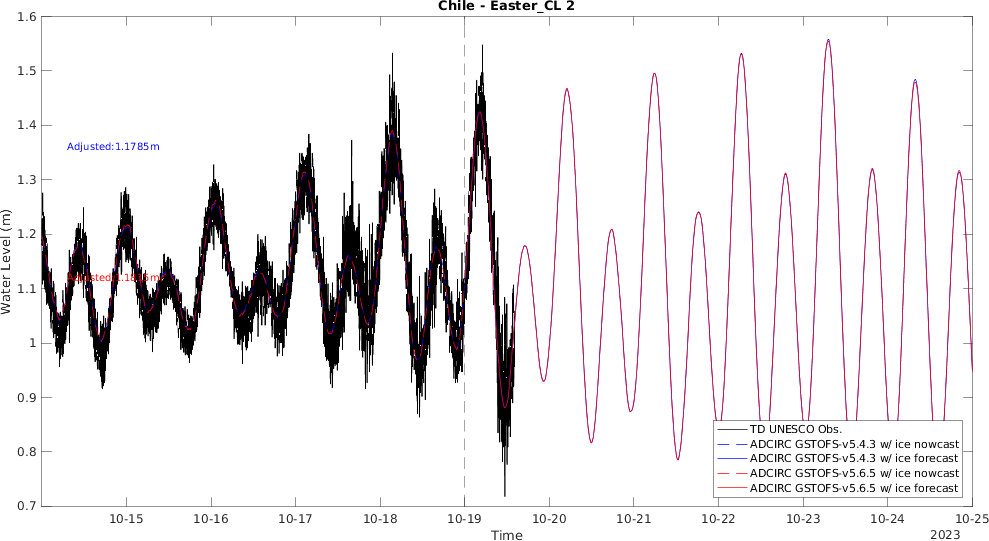 Chile - Easter_CL 2
1.6
1.5
1.4
1.3
1.2
1.1
1
0.9
0.8
0.7
Water Level (m)
Adjusted:1.1785m
TD UNESCO Obs.
ADCIRC GSTOFS-v5.4.3 w/ ice nowcast
ADCIRC GSTOFS-v5.4.3 w/ ice forecast
ADCIRC GSTOFS-v5.6.5 w/ ice nowcast
ADCIRC GSTOFS-v5.6.5 w/ ice forecast
10-15
10-16
10-17
10-18
10-19
10-20
10-21
10-22
10-23
10-24
10-25
Time
2023